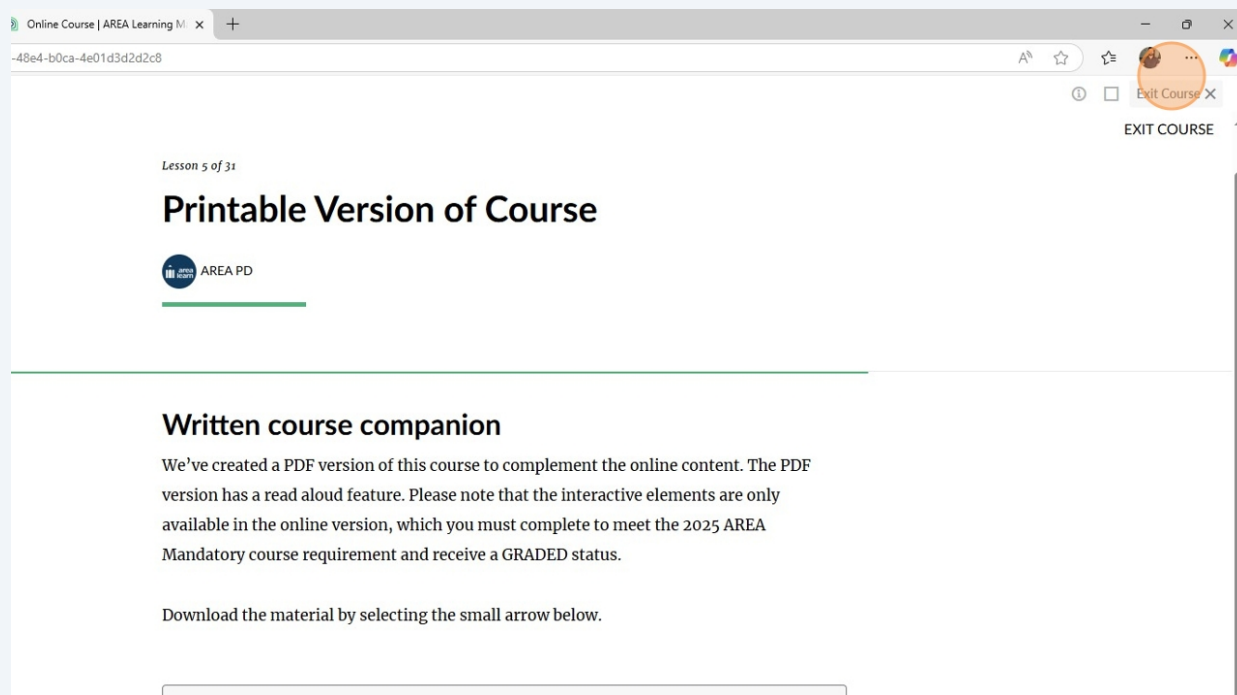 Online Course | AREA Learning M
-48e4-b0ca-4e01d3d2d2c8
Exit Course
EXIT COURSE
Lesson 5 of 31
Printable Version of Course
area learn
AREA PD
Written course companion
We’ve created a PDF version of this course to complement the online content. The PDF
version has a read aloud feature. Please note that the interactive elements are only
available in the online version, which you must complete to meet the 2025 AREA
Mandatory course requirement and receive a GRADED status.
Download the material by selecting the small arrow below.